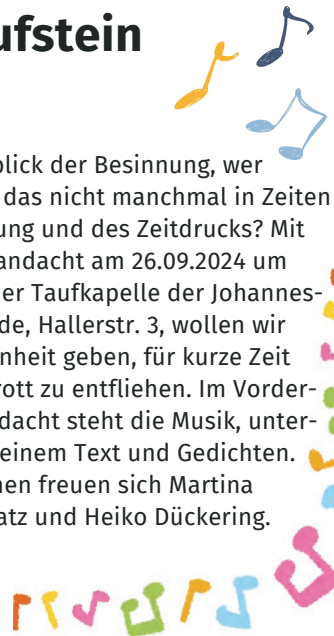 ufstein
blick der Besinnung, wer
das nicht manchmal in Zeiten
ung und des Zeitdrucks? Mit
andacht am 26.09.2024 um
er Taufkapelle der Johannes-
de, Hallerstr. 3, wollen wir
nheit geben, für kurze Zeit
rott zu entfliehen. Im Vorder-
dacht steht die Musik, unter-
einem Text und Gedichten.
nen freuen sich Martina
atz und Heiko Dückering.